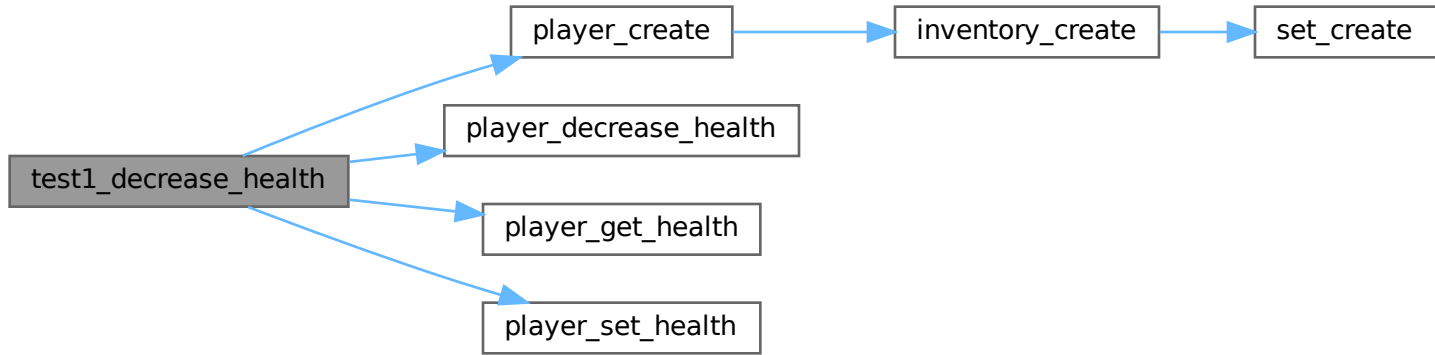 player_create
inventory_create
set_create
player_decrease_health
test1_decrease_health
player_get_health
player_set_health